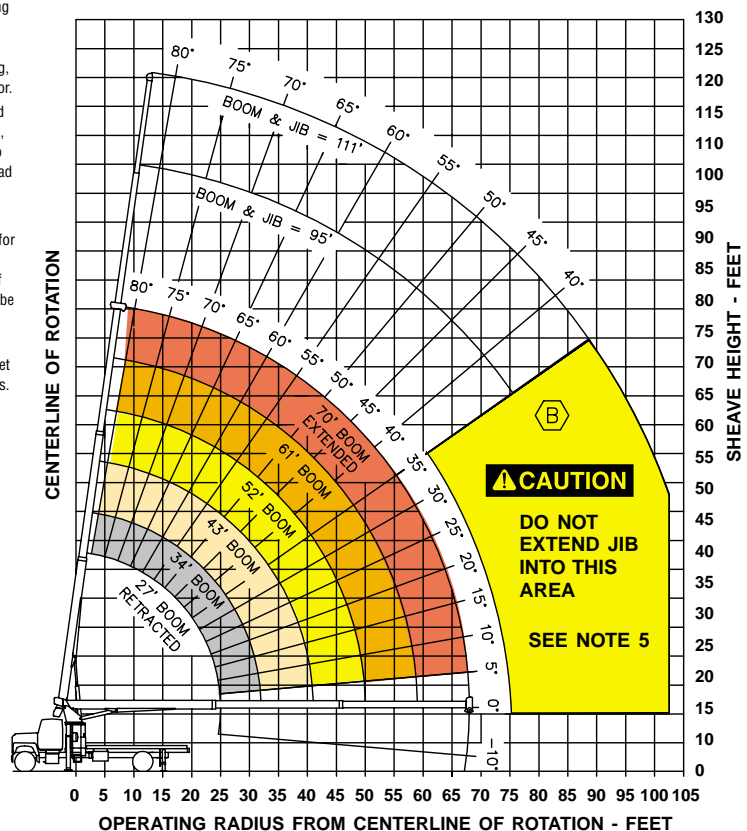 ng
g,
or.
d
,
o
ad
for
f
be
et
s.
CENTERLINE OF ROTATION
80° 75° 70° 65° 60° 55° 50° 45° 40°
BOOM & JIB = 111'
BOOM & JIB = 95'
80° 75° 70° 65° 60° 55° 50° 45° 40° 35° 30° 25° 20° 15° 10° 5° 0° -10°
70' BOOM
EXTENDED
61' BOOM
52' BOOM
43' BOOM
34' BOOM
27' BOOM
RETRACTED
B
CAUTION
DO NOT
EXTEND JIB
INTO THIS
AREA
SEE NOTE 5
130
125
120
115
110
105
100
95
90
85
80
75
70
65
60
55
50
45
40
35
30
25
20
15
10
0
SHEAVE HEIGHT - FEET
0 5 10 15 20 25 30 35 40 45 50 55 60 65 70 75 80 85 90 95 100 105
OPERATING RADIUS FROM CENTERLINE OF ROTATION - FEET